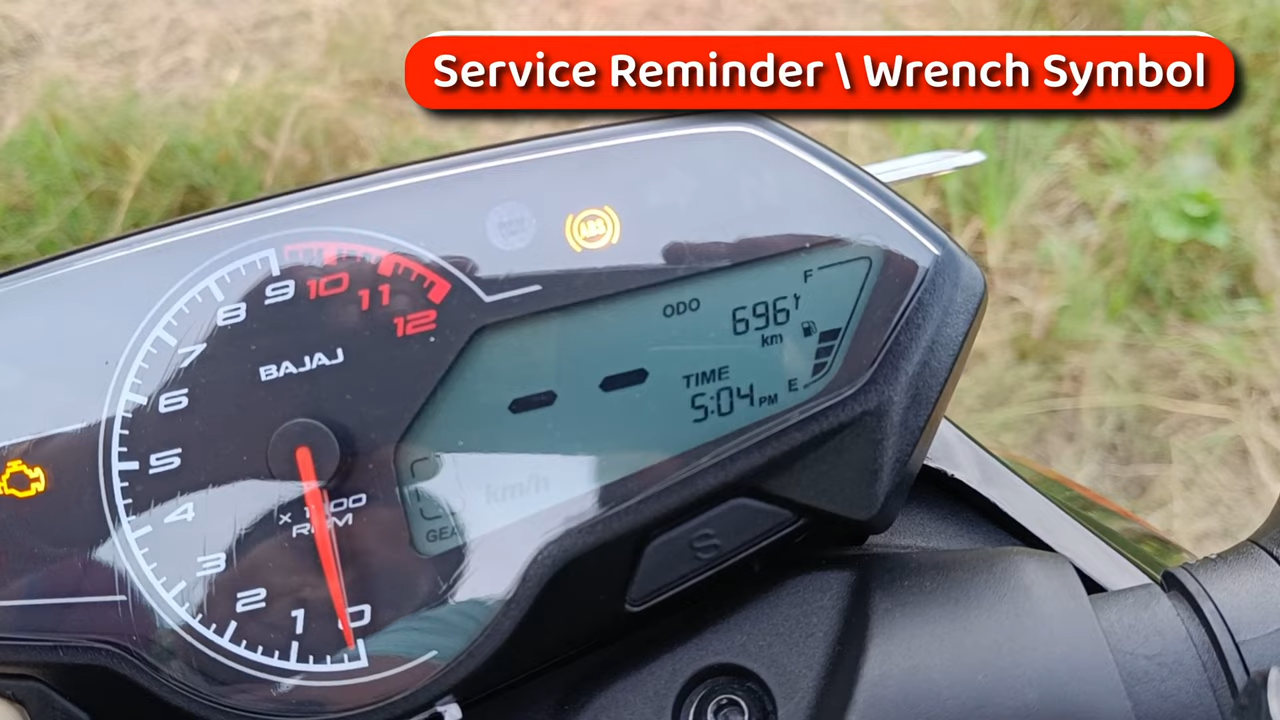 Service Reminder \ Wrench Symbol
ABS
ODO
696
km
F
TIME
5:04 PM
E
BAJAJ
0
1
2
3
4
5
6
7
8
9
10
11
12
x 1000
RPM
km/h
S